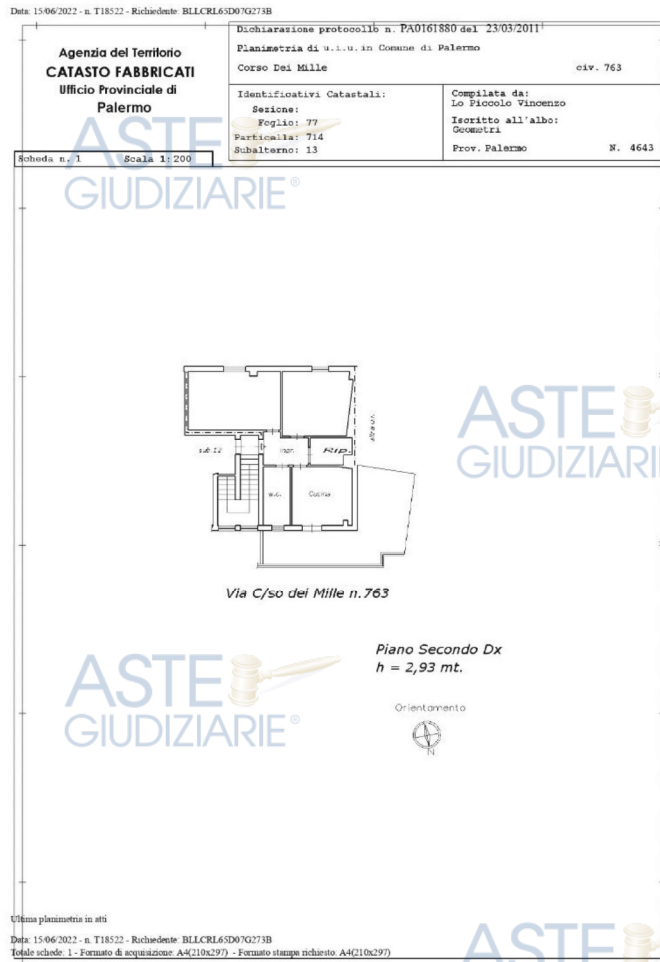 Data: 15/06/2022 - n. T18522 - Richiedente: BLLCRL65D07G273B
Agenzia del Territorio
CATASTO FABBRICATI
Ufficio Provinciale di
Palermo
Scheda n. 1 Scala 1:200
Dichiarazione protocollo n. PA0161880 del 23/03/2011
Planimetria di u.i.u. in Comune di Palermo
Corso Dei Mille civ. 763
Identificativi Catastali:
Sezione:
Foglio: 77
Particella: 714
Subalterno: 13
Compilata da:
Lo Piccolo Vincenzo
Iscritto all'albo:
Geometri
Prov. Palermo N. 4643
ASTE
GIUDIZIARIE®
ASTE
GIUDIZIARI
sub 12
ingr.
Rip.
w.c.
Cucina
Via C/so dei Mille n.763
Piano Secondo Dx
h = 2,93 mt.
Orientamento
N
ASTE
GIUDIZIARIE®
Ultima planimetria in atti
Data: 15/06/2022 - n. T18522 - Richiedente: BLLCRL65D07G273B
Totale schede: 1 - Formato di acquisizione: A4(210x297) - Formato stampa richiesto: A4(210x297)
ASTE